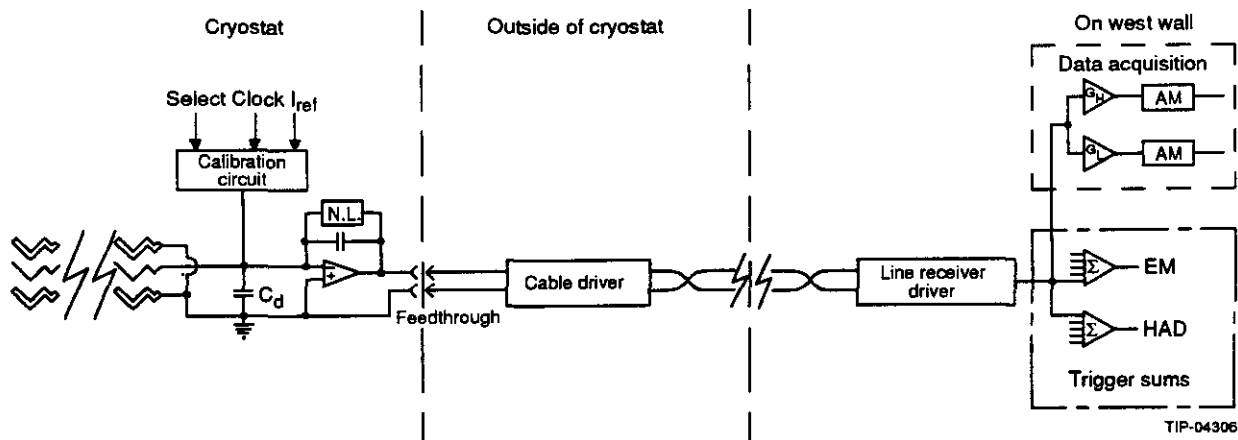 Cryostat
Outside of cryostat
On west wall
Data acquisition
G_H
AM
G_L
AM
Select Clock I_ref
Calibration
circuit
N.L.
+
C_d
Feedthrough
Cable driver
Line receiver
driver
Σ
EM
Σ
HAD
Trigger sums
TIP-04306